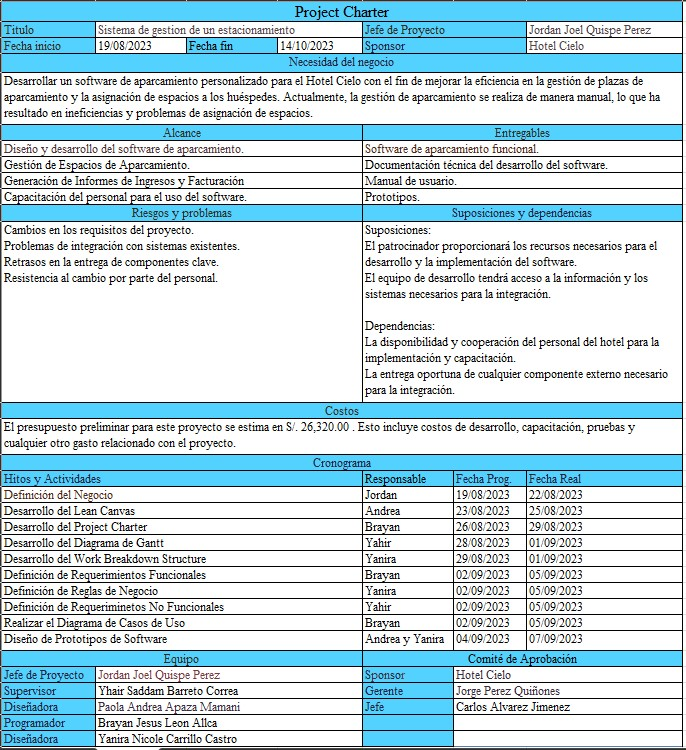 Project Charter
Titulo Sistema de gestion de un estacionamiento Jefe de Proyecto Jordan Joel Quispe Perez
Fecha inicio 19/08/2023 Fecha fin 14/10/2023 Sponsor Hotel Cielo
Necesidad del negocio
Desarrollar un software de aparcamiento personalizado para el Hotel Cielo con el fin de mejorar la eficiencia en la gestión de plazas de
aparcamiento y la asignación de espacios a los huéspedes. Actualmente, la gestión de aparcamiento se realiza de manera manual, lo que ha
resultado en ineficiencias y problemas de asignación de espacios.
Alcance Entregables
Diseño y desarrollo del software de aparcamiento. Software de aparcamiento funcional.
Gestión de Espacios de Aparcamiento. Documentación técnica del desarrollo del software.
Generación de Informes de Ingresos y Facturación Manual de usuario.
Capacitación del personal para el uso del software. Prototipos.
Riesgos y problemas Suposiciones y dependencias
Cambios en los requisitos del proyecto.
Problemas de integración con sistemas existentes.
Retrasos en la entrega de componentes clave.
Resistencia al cambio por parte del personal.
Suposiciones:
El patrocinador proporcionará los recursos necesarios para el
desarrollo y la implementación del software.
El equipo de desarrollo tendrá acceso a la información y los
sistemas necesarios para la integración.
Dependencias:
La disponibilidad y cooperación del personal del hotel para la
implementación y capacitación.
La entrega oportuna de cualquier componente externo necesario
para la integración.
Costos
El presupuesto preliminar para este proyecto se estima en S/. 26,320.00 . Esto incluye costos de desarrollo, capacitación, pruebas y
cualquier otro gasto relacionado con el proyecto.
Cronograma
Hitos y Actividades Responsable Fecha Prog. Fecha Real
Definición del Negocio Jordan 19/08/2023 22/08/2023
Desarrollo del Lean Canvas Andrea 23/08/2023 25/08/2023
Desarrollo del Project Charter Brayan 26/08/2023 29/08/2023
Desarrollo del Diagrama de Gantt Yahir 28/08/2023 01/09/2023
Desarrollo del Work Breakdown Structure Yanira 29/08/2023 01/09/2023
Definición de Requerimientos Funcionales Brayan 02/09/2023 05/09/2023
Definición de Reglas de Negocio Yanira 02/09/2023 05/09/2023
Definición de Requeriminetos No Funcionales Yahir 02/09/2023 05/09/2023
Realizar el Diagrama de Casos de Uso Brayan 02/09/2023 05/09/2023
Diseño de Prototipos de Software Andrea y Yanira 04/09/2023 07/09/2023
Equipo Comité de Aprobación
Jefe de Proyecto Jordan Joel Quispe Perez Sponsor Hotel Cielo
Supervisor Yhair Saddam Barreto Correa Gerente Jorge Perez Quiñones
Diseñadora Paola Andrea Apaza Mamani Jefe Carlos Alvarez Jimenez
Programador Brayan Jesus Leon Allca
Diseñadora Yanira Nicole Carrillo Castro